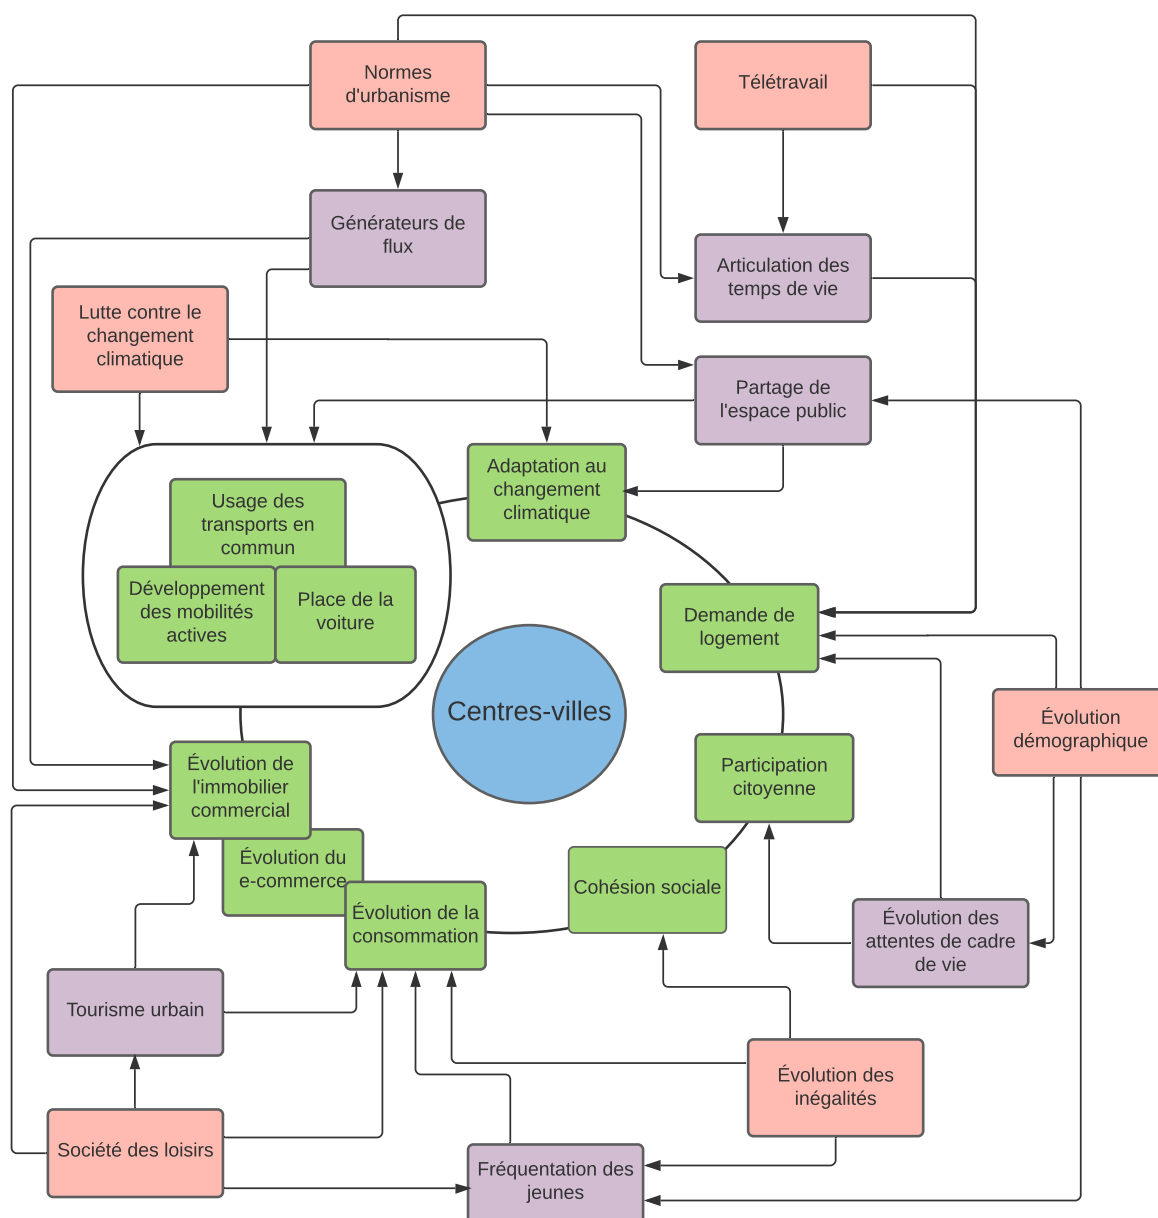 Normes
d'urbanisme
Télétravail
Générateurs de
flux
Articulation des
temps de vie
Lutte contre le
changement
climatique
Partage de
l'espace public
Adaptation au
changement
climatique
Usage des
transports en
commun
Développement
des mobilités
actives
Place de la
voiture
Demande de
logement
Centres-villes
Évolution
démographique
Participation
citoyenne
Évolution de
l'immobilier
commercial
Évolution du
e-commerce
Cohésion sociale
Évolution de la
consommation
Évolution des
attentes de cadre
de vie
Tourisme urbain
Évolution des
inégalités
Société des loisirs
Fréquentation des
jeunes